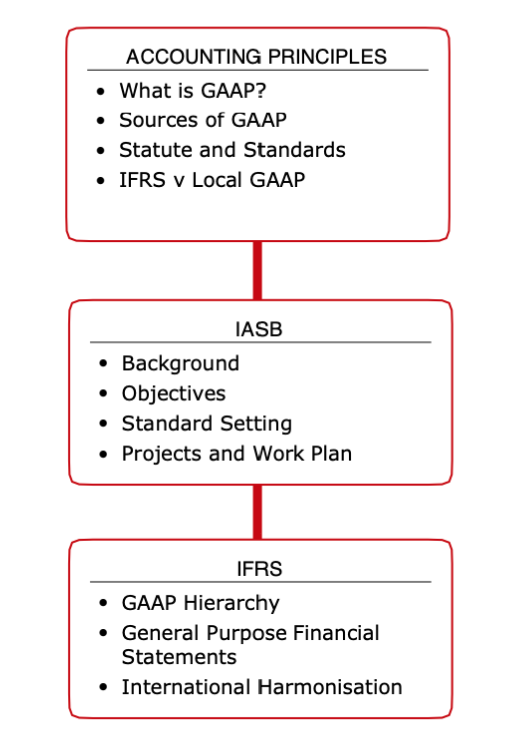 ACCOUNTING PRINCIPLES
• What is GAAP?
• Sources of GAAP
• Statute and Standards
• IFRS v Local GAAP
IASB
• Background
• Objectives
• Standard Setting
• Projects and Work Plan
IFRS
• GAAP Hierarchy
• General Purpose Financial
Statements
• International Harmonisation